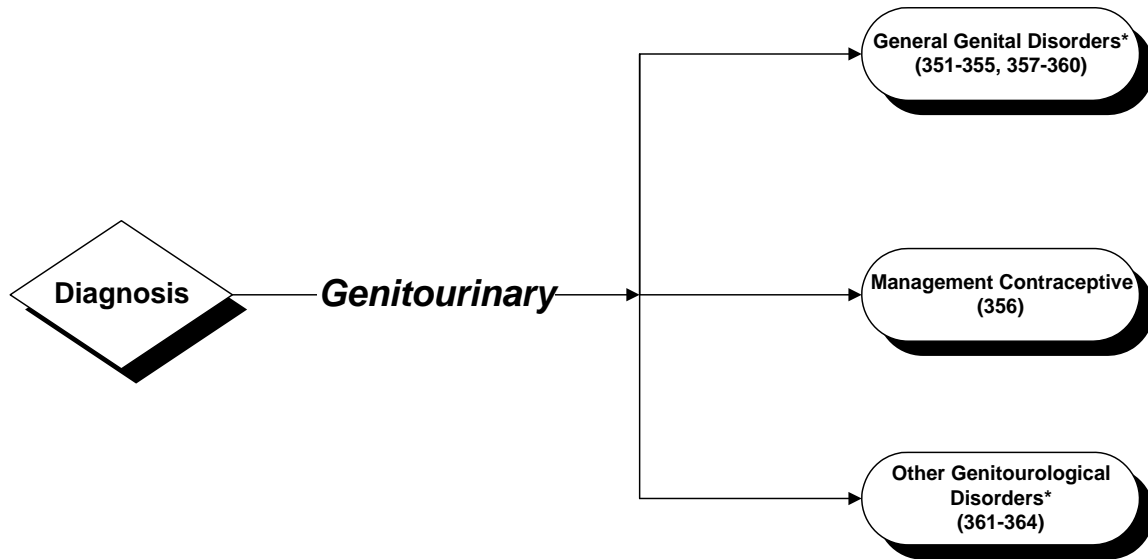 Diagnosis
Genitourinary
General Genital Disorders*
(351-355, 357-360)
Management Contraceptive
(356)
Other Genitourological
Disorders*
(361-364)